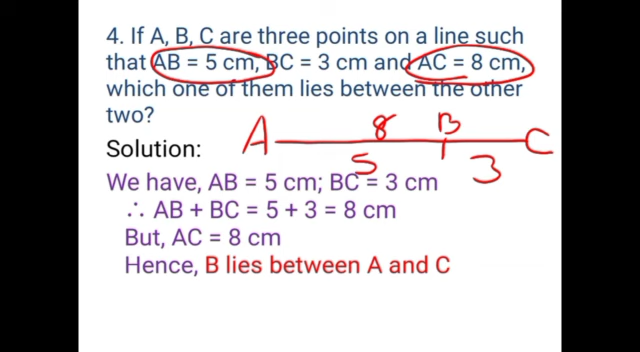 4. If A, B, C are three points on a line such
that AB = 5 cm, BC = 3 cm and AC = 8 cm,
which one of them lies between the other
two?
8 B
A C
Solution:
5 3
We have, AB = 5 cm; BC = 3 cm
∴ AB + BC = 5 + 3 = 8 cm
But, AC = 8 cm
Hence, B lies between A and C